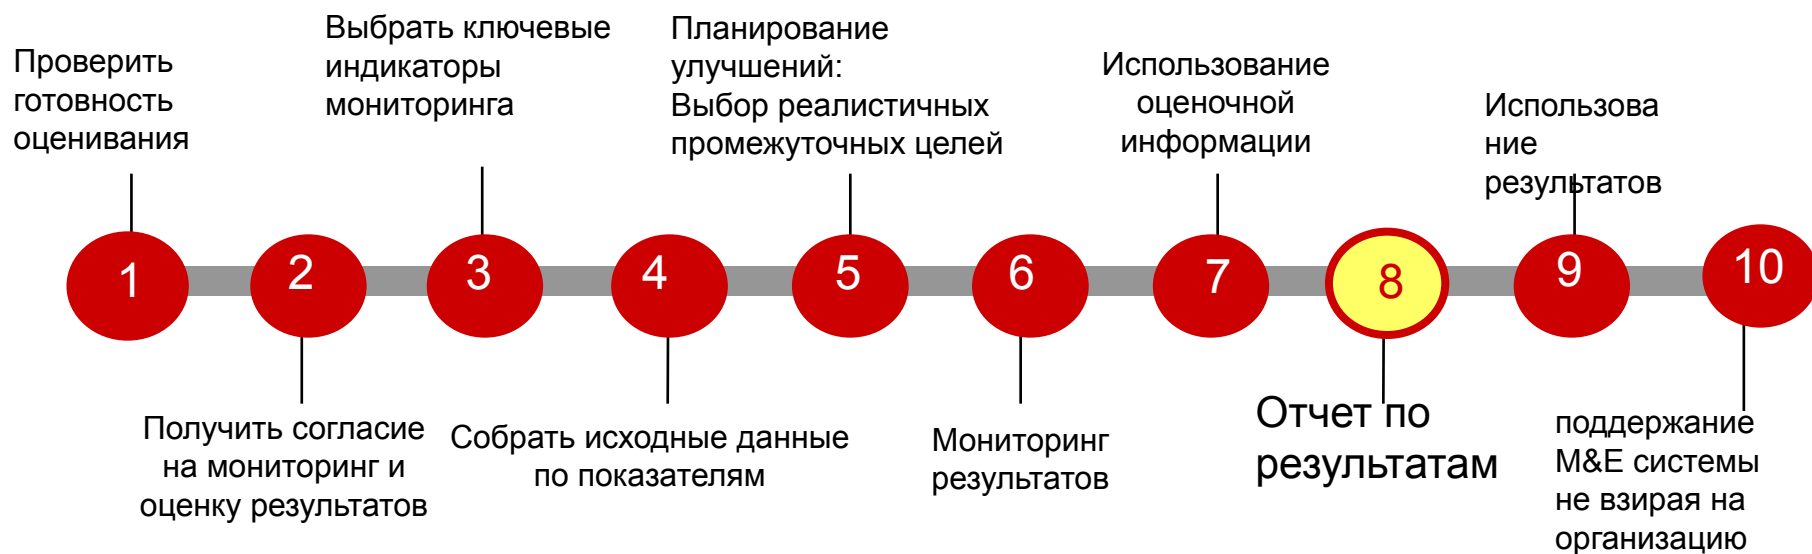 Проверить
готовность
оценивания
Выбрать ключевые
индикаторы
мониторинга
Планирование
улучшений:
Выбор реалистичных
промежуточных целей
Использование
оценочной
информации
Использова
ние
результатов
1
2
3
4
5
6
7
8
9
10
Получить согласие
на мониторинг и
оценку результатов
Собрать исходные данные
по показателям
Мониторинг
результатов
Отчет по
результатам
поддержание
M&E системы
не взирая на
организацию